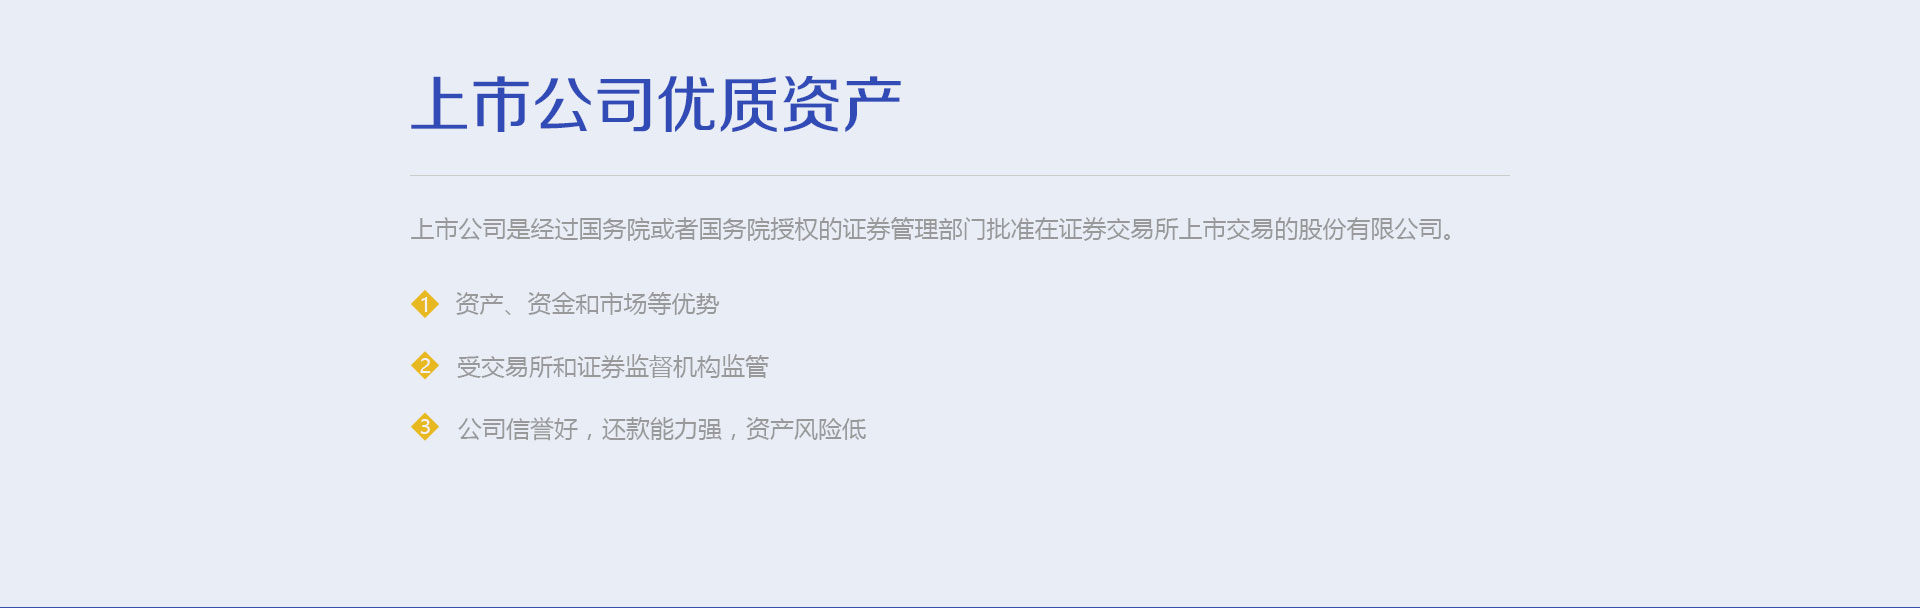 上市公司优质资产
上市公司是经过国务院或者国务院授权的证券管理部门批准在证券交易所上市交易的股份有限公司。
1 资产、资金和市场等优势
2 受交易所和证券监督机构监管
3 公司信誉好，还款能力强，资产风险低